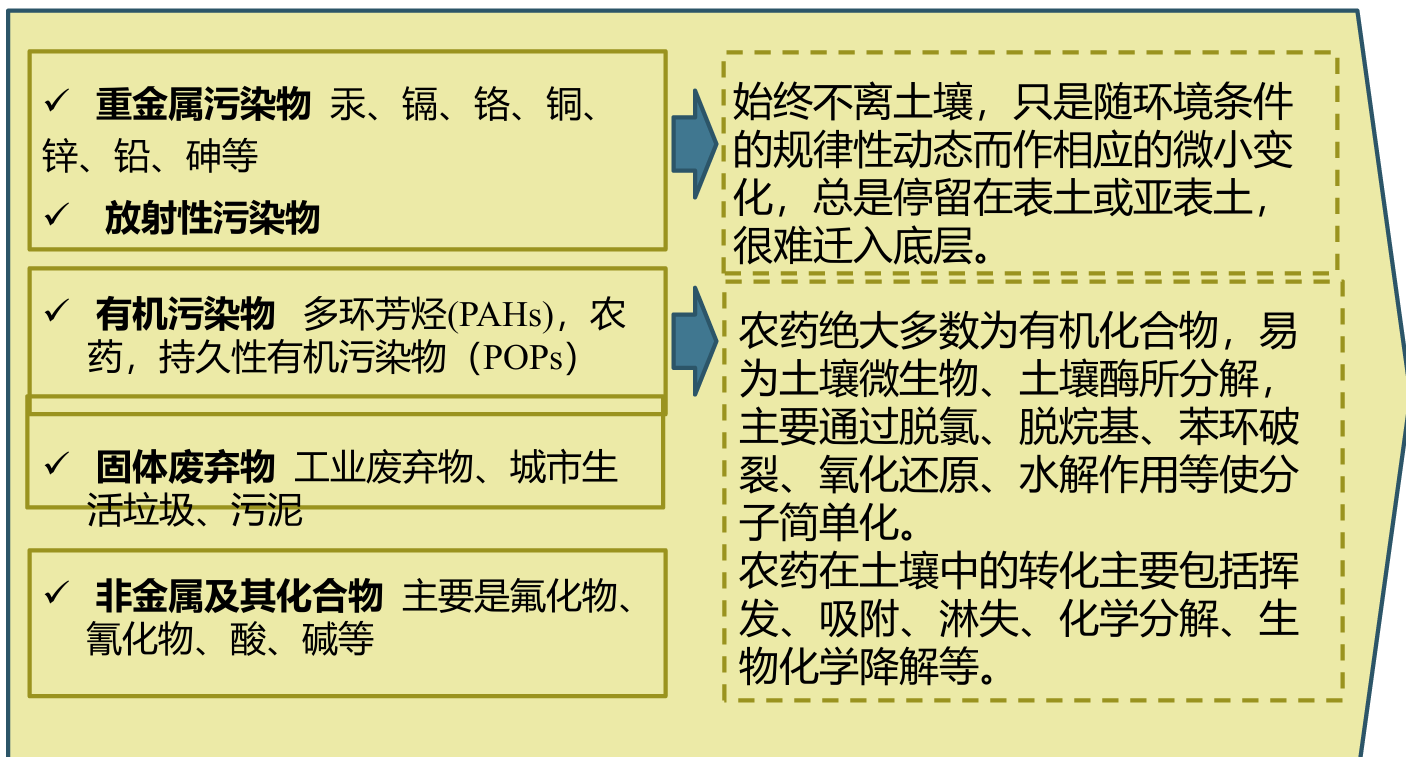 ✓ 重金属污染物 汞、镉、铬、铜、
锌、铅、砷等
✓ 放射性污染物
✓ 有机污染物 多环芳烃(PAHs)，农
药，持久性有机污染物（POPs）
✓ 固体废弃物 工业废弃物、城市生
活垃圾、污泥
✓ 非金属及其化合物 主要是氟化物、
氰化物、酸、碱等
始终不离土壤，只是随环境条件
的规律性动态而作相应的微小变
化，总是停留在表土或亚表土，
很难迁入底层。
农药绝大多数为有机化合物，易
为土壤微生物、土壤酶所分解，
主要通过脱氯、脱烷基、苯环破
裂、氧化还原、水解作用等使分
子简单化。
农药在土壤中的转化主要包括挥
发、吸附、淋失、化学分解、生
物化学降解等。